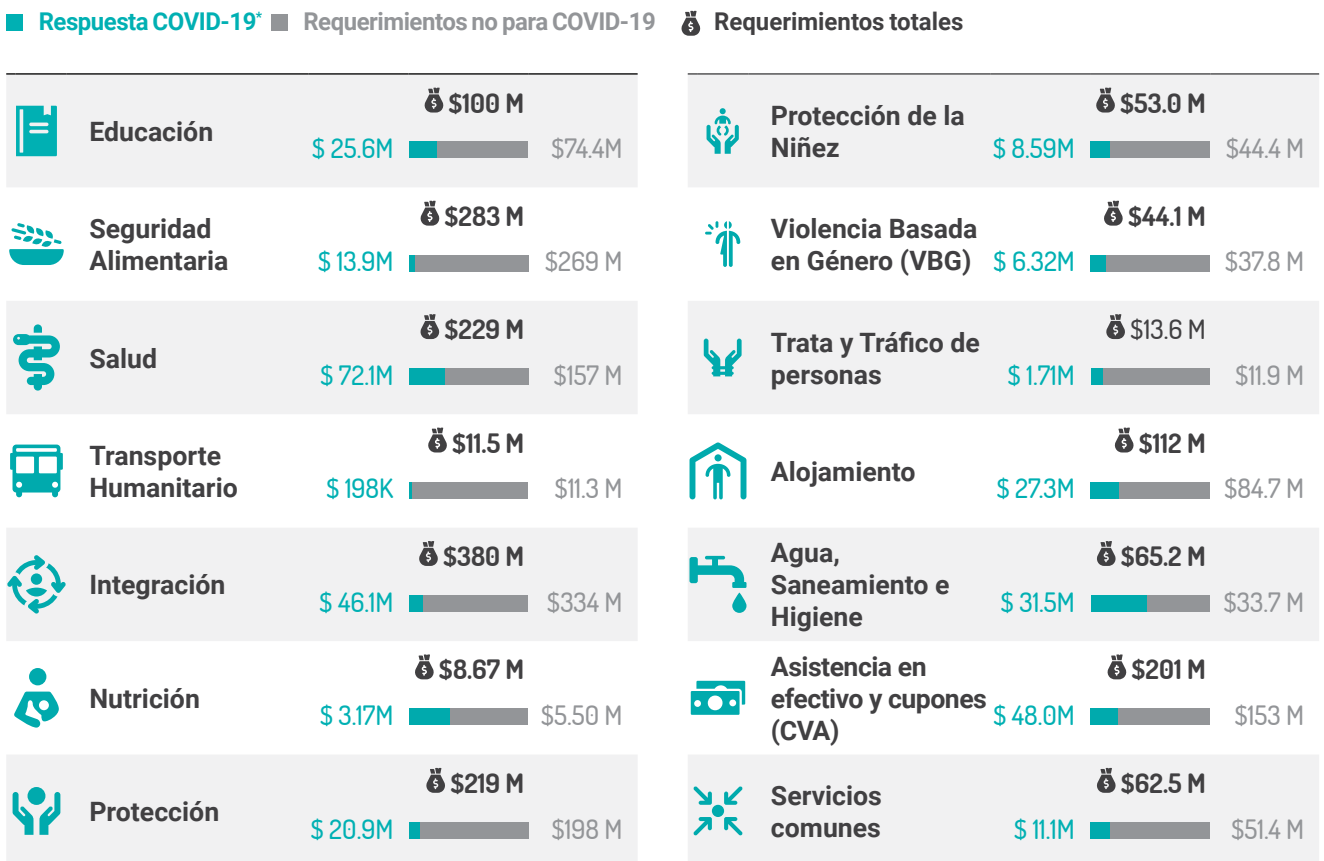 Respuesta COVID-19* Requerimientos no para COVID-19 Requerimientos totales
Educación
$100 M
$ 25.6M $74.4M
Seguridad
Alimentaria
$283 M
$ 13.9M $269 M
Salud
$229 M
$ 72.1M $157 M
Transporte
Humanitario
$11.5 M
$ 198K $11.3 M
Integración
$380 M
$ 46.1M $334 M
Nutrición
$8.67 M
$ 3.17M $5.50 M
Protección
$219 M
$ 20.9M $198 M
Protección de la
Niñez
$53.0 M
$ 8.59M $44.4 M
Violencia Basada
en Género (VBG)
$44.1 M
$ 6.32M $37.8 M
Trata y Tráfico de
personas
$13.6 M
$ 1.71M $11.9 M
Alojamiento
$112 M
$ 27.3M $84.7 M
Agua,
Saneamiento e
Higiene
$65.2 M
$ 31.5M $33.7 M
Asistencia en
efectivo y cupones
(CVA)
$201 M
$ 48.0M $153 M
Servicios
comunes
$62.5 M
$ 11.1M $51.4 M